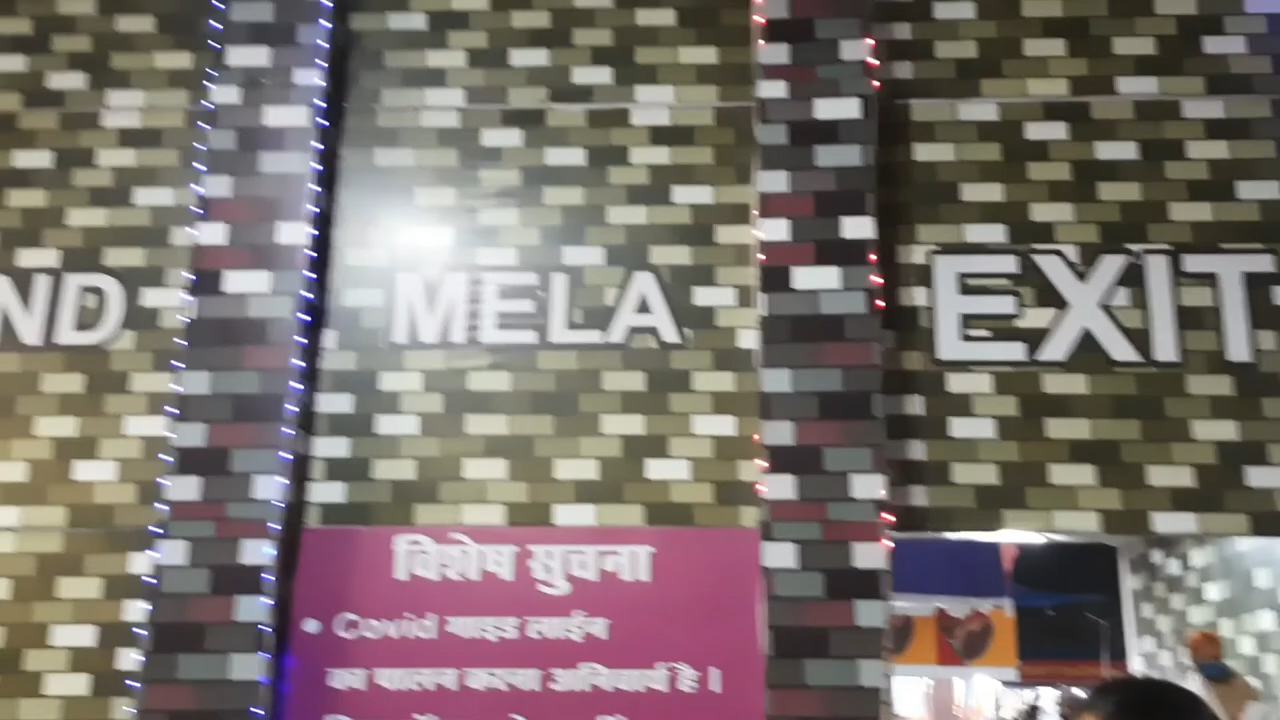 ND MELA EXIT
विशेष सुचना
• Covid गाइड लाईन
का पालन करना अनिवार्य है ।